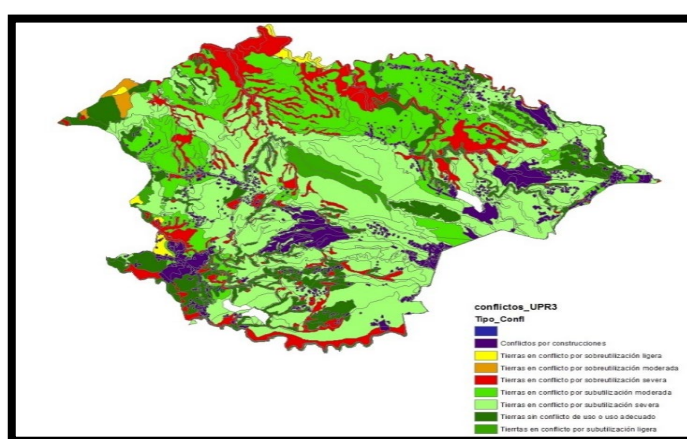 conflictos_UPR3
Tipo_Confl
Conflictos por construcciones
Tierras en conflicto por sobreutilización ligera
Tierras en conflicto por sobreutilización moderada
Tierras en conflicto por sobreutilización severa
Tierras en conflicto por subutilización moderada
Tierras en conflicto por subutilización severa
Tierras sin conflicto de uso o uso adecuado
Tierrtas en conflicto por subutilización ligera